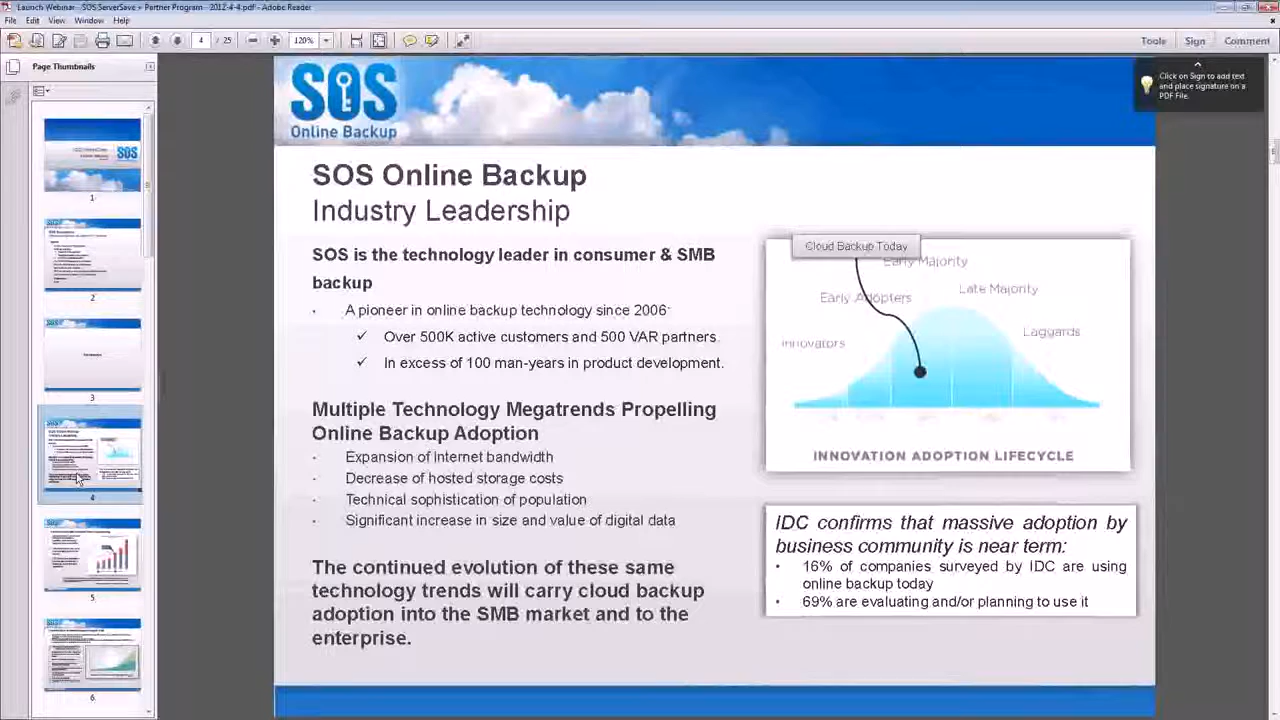 Launch Webinar - SOS ServerSave + Partner Program - 2012-4-4.pdf - Adobe Reader
File Edit View Window Help
4 / 25 120%
Tools Sign Comment
Page Thumbnails
Click on Sign to add text
and place signature on a
PDF File.
1
2
3
4
5
6
SOS
Online Backup
SOS Online Backup
Industry Leadership
SOS is the technology leader in consumer & SMB
backup
· A pioneer in online backup technology since 2006
✓ Over 500K active customers and 500 VAR partners.
✓ In excess of 100 man-years in product development.
Multiple Technology Megatrends Propelling
Online Backup Adoption
· Expansion of Internet bandwidth
· Decrease of hosted storage costs
· Technical sophistication of population
· Significant increase in size and value of digital data
The continued evolution of these same
technology trends will carry cloud backup
adoption into the SMB market and to the
enterprise.
Cloud Backup Today
Early Majority
Late Majority
Early Adopters
Laggards
Innovators
INNOVATION ADOPTION LIFECYCLE
IDC confirms that massive adoption by
business community is near term:
• 16% of companies surveyed by IDC are using
online backup today
• 69% are evaluating and/or planning to use it